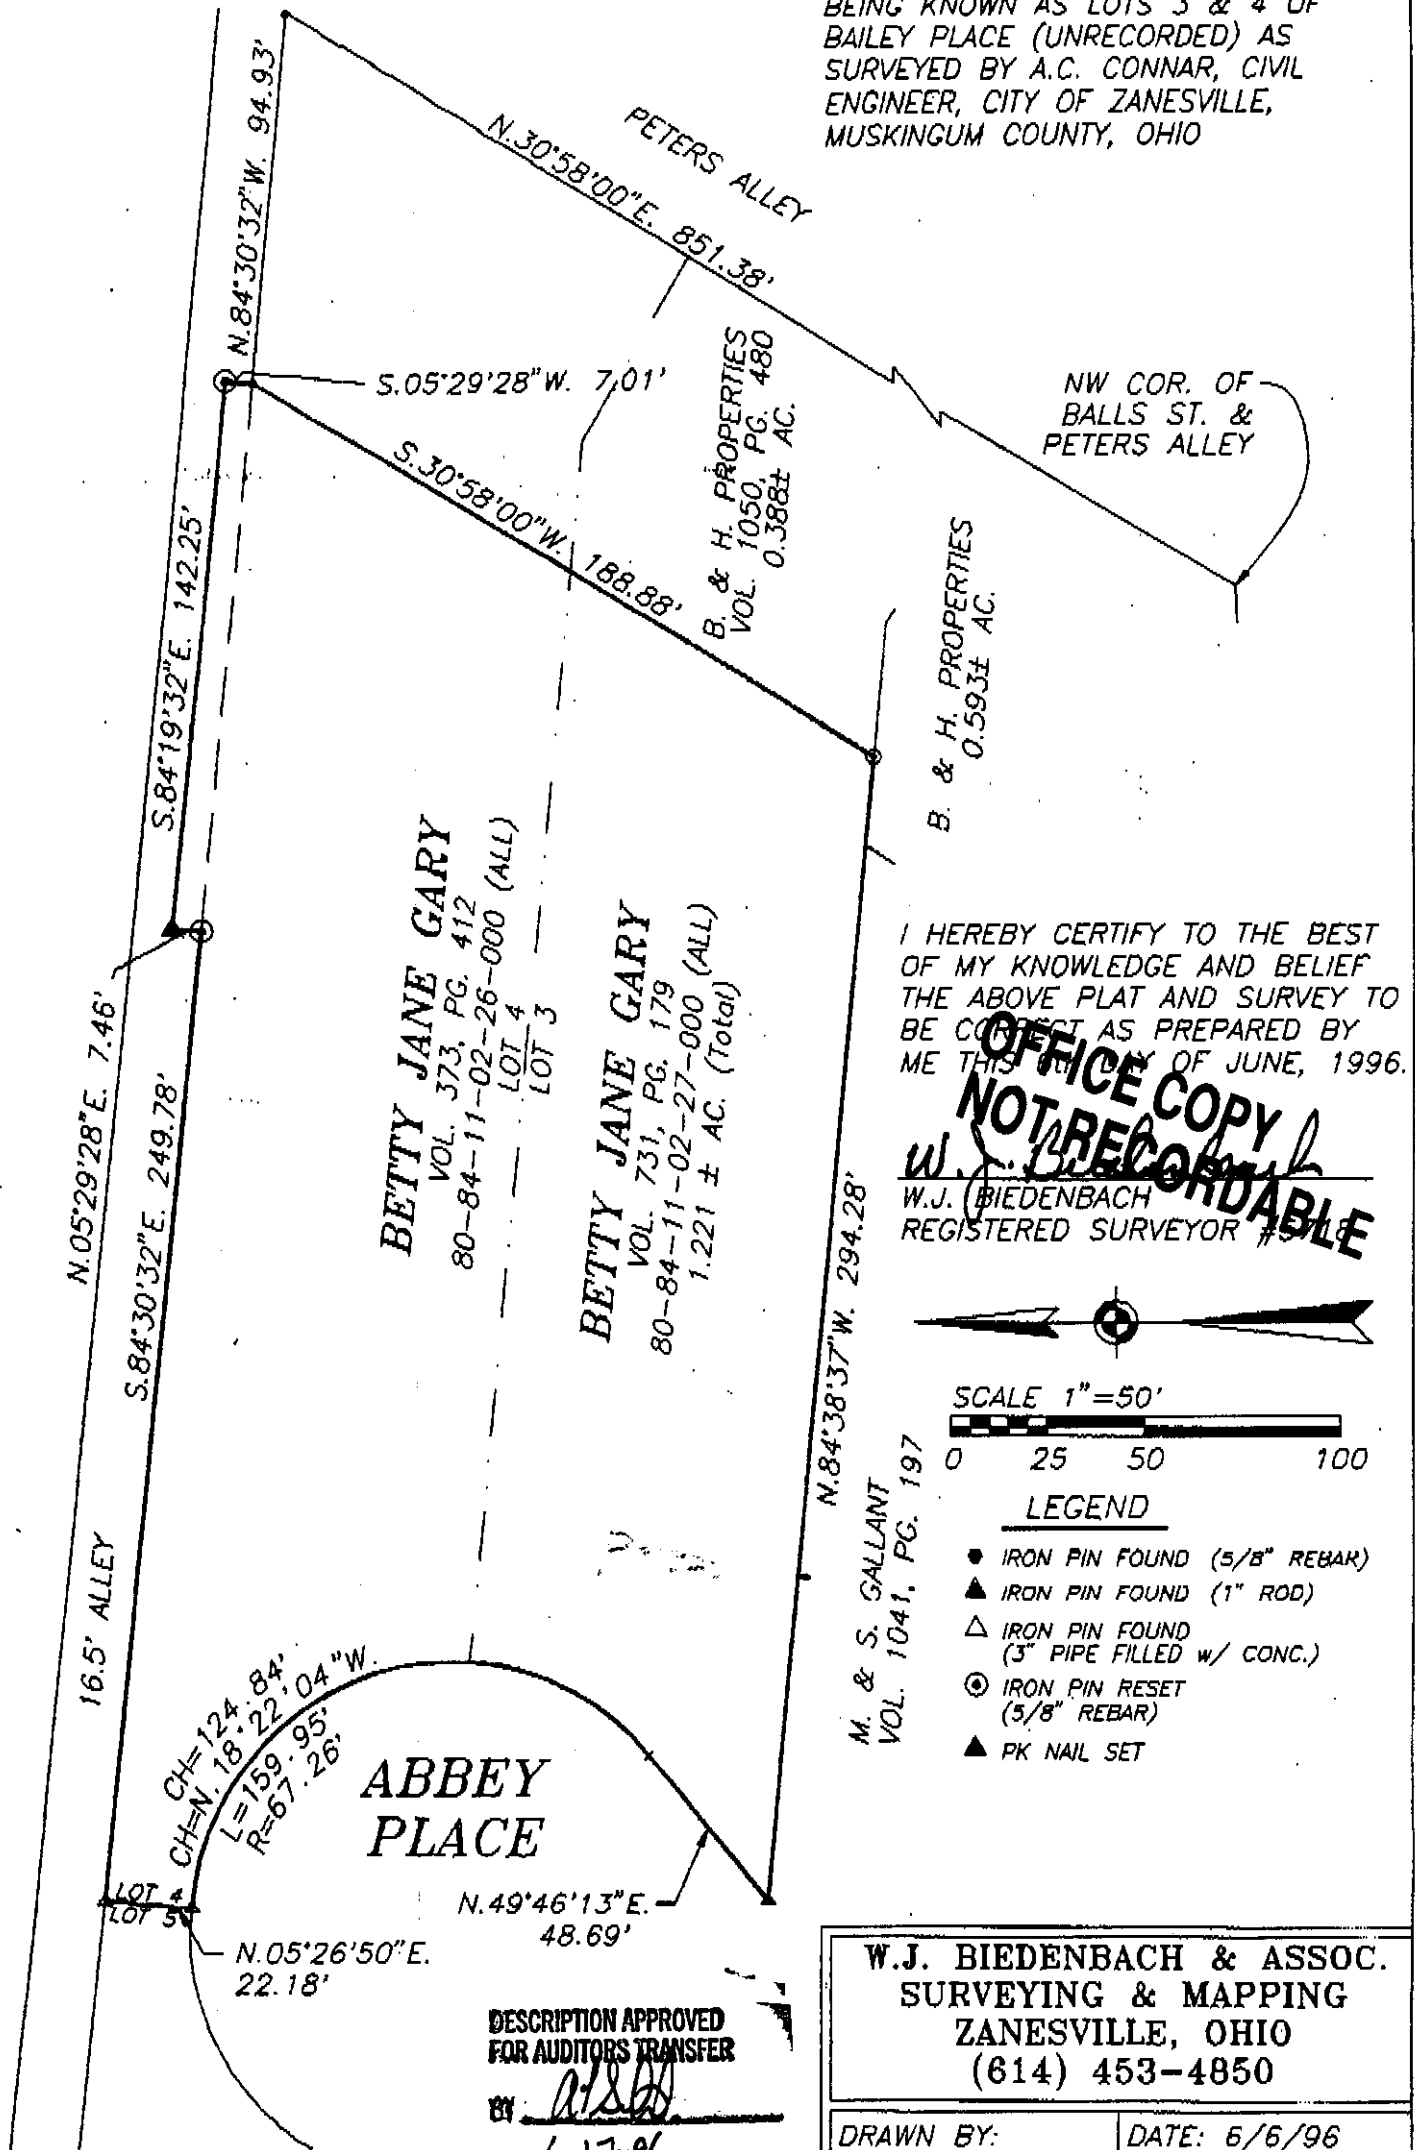 BEING KNOWN AS LOTS 3 & 4 OF
BAILEY PLACE (UNRECORDED) AS
SURVEYED BY A.C. CONNAR, CIVIL
ENGINEER, CITY OF ZANESVILLE,
MUSKINGUM COUNTY, OHIO
N.84°30'32"W. 94.93'
PETERS ALLEY
N.30°58'00"E. 851.38'
S.05°29'28"W. 7.01'
B. & H. PROPERTIES
VOL. 1050, PG. 480
0.388± AC.
NW COR. OF
BALLS ST. &
PETERS ALLEY
S.30°58'00"W. 188.88'
S.84°19'32"E. 142.25'
B. & H. PROPERTIES
0.593± AC.
BETTY JANE GARY
VOL. 373, PG. 412
80-84-11-02-26-000 (ALL)
LOT 4
LOT 3
BETTY JANE GARY
VOL. 731, PG. 179
80-84-11-02-27-000 (ALL)
1.221 ± AC. (Total)
N.05°29'28"E. 7.46'
S.84°30'32"E. 249.78'
16.5' ALLEY
I HEREBY CERTIFY TO THE BEST
OF MY KNOWLEDGE AND BELIEF
THE ABOVE PLAT AND SURVEY TO
BE CORRECT AS PREPARED BY
ME THIS DAY OF JUNE, 1996.
OFFICE COPY
NOT RECORDABLE
W.J. BIEDENBACH
REGISTERED SURVEYOR
N.84°38'37"W. 294.28'
M. & S. GALLANT
VOL. 1041, PG. 197
SCALE 1"=50'
0 25 50 100
LEGEND
IRON PIN FOUND (5/8" REBAR)
IRON PIN FOUND (1" ROD)
IRON PIN FOUND
(3" PIPE FILLED w/ CONC.)
IRON PIN RESET
(5/8" REBAR)
PK NAIL SET
CH=124.84'
CH=N.18°22'04"W.
L=159.95'
R=67.26'
ABBEY
PLACE
LOT 4
LOT 5
N.49°46'13"E.
48.69'
N.05°26'50"E.
22.18'
DESCRIPTION APPROVED
FOR AUDITORS TRANSFER
BY
W.J. BIEDENBACH & ASSOC.
SURVEYING & MAPPING
ZANESVILLE, OHIO
(614) 453-4850
DRAWN BY:
DATE: 6/6/96